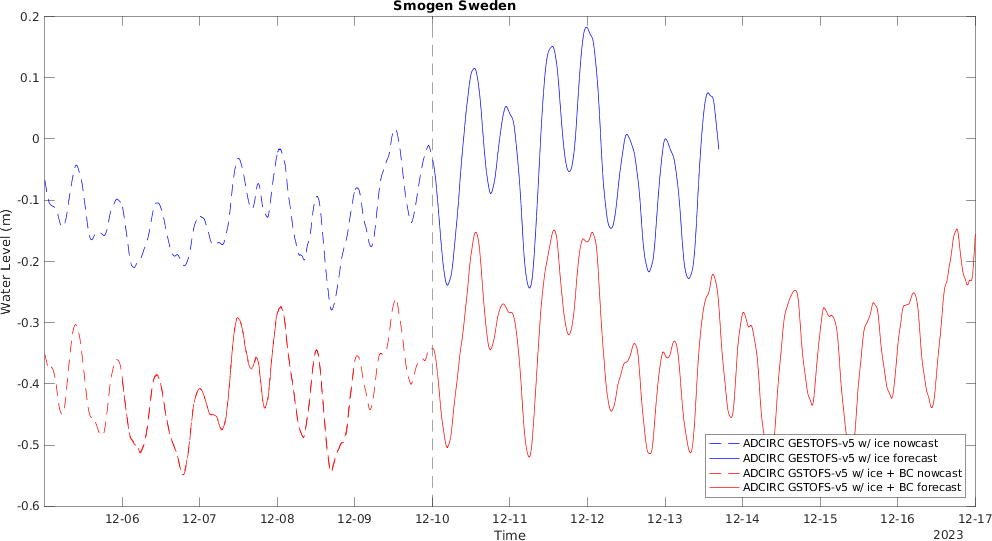 Smogen Sweden
0.2
0.1
0
-0.1
-0.2
-0.3
-0.4
-0.5
-0.6
Water Level (m)
ADCIRC GESTOFS-v5 w/ ice nowcast
ADCIRC GESTOFS-v5 w/ ice forecast
ADCIRC GSTOFS-v5 w/ ice + BC nowcast
ADCIRC GSTOFS-v5 w/ ice + BC forecast
12-06 12-07 12-08 12-09 12-10 12-11 12-12 12-13 12-14 12-15 12-16 12-17
Time
2023